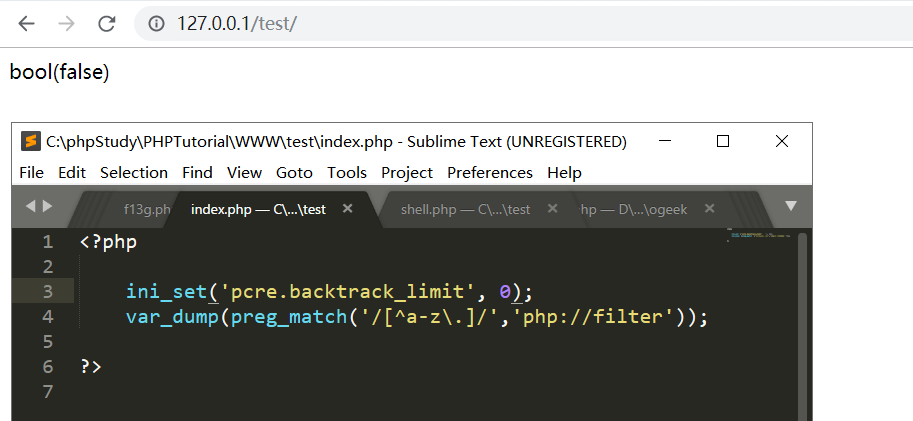 127.0.0.1/test/
bool(false)
C:\phpStudy\PHPTutorial\WWW\test\index.php - Sublime Text (UNREGISTERED)
File Edit Selection Find View Goto Tools Project Preferences Help
f13g.ph index.php — C\...\test × shell.php — C\...\test × hp — D\...\ogeek ×
1 <?php
2
3 ini_set('pcre.backtrack_limit', 0);
4 var_dump(preg_match('/[^a-z\.]/','php://filter'));
5
6 ?>
7